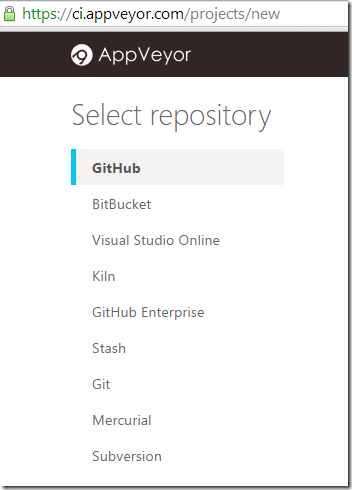 https://ci.appveyor.com/projects/new
AppVeyor
Select repository
GitHub
BitBucket
Visual Studio Online
Kiln
GitHub Enterprise
Stash
Git
Mercurial
Subversion